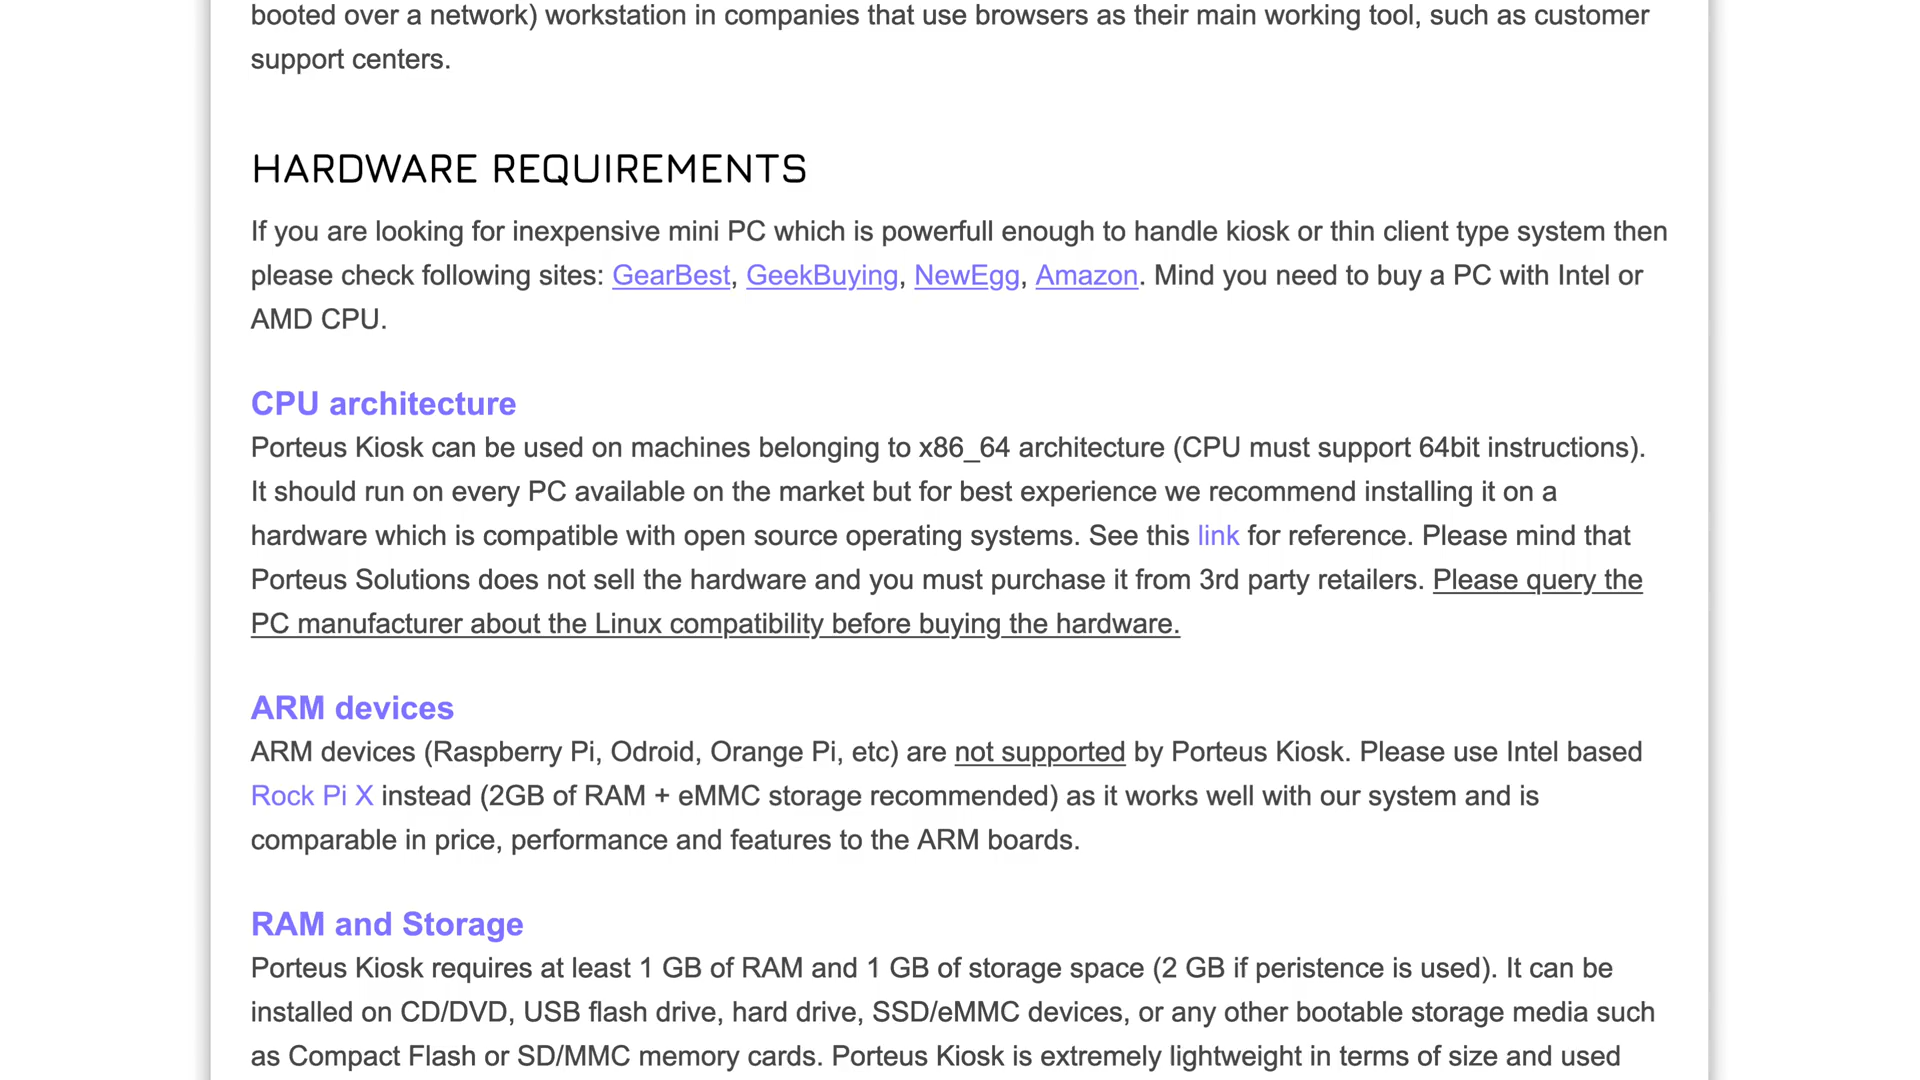 booted over a network) workstation in companies that use browsers as their main working tool, such as customer
support centers.
HARDWARE REQUIREMENTS
If you are looking for inexpensive mini PC which is powerfull enough to handle kiosk or thin client type system then
please check following sites: GearBest, GeekBuying, NewEgg, Amazon. Mind you need to buy a PC with Intel or
AMD CPU.
CPU architecture
Porteus Kiosk can be used on machines belonging to x86_64 architecture (CPU must support 64bit instructions).
It should run on every PC available on the market but for best experience we recommend installing it on a
hardware which is compatible with open source operating systems. See this link for reference. Please mind that
Porteus Solutions does not sell the hardware and you must purchase it from 3rd party retailers. Please query the
PC manufacturer about the Linux compatibility before buying the hardware.
ARM devices
ARM devices (Raspberry Pi, Odroid, Orange Pi, etc) are not supported by Porteus Kiosk. Please use Intel based
Rock Pi X instead (2GB of RAM + eMMC storage recommended) as it works well with our system and is
comparable in price, performance and features to the ARM boards.
RAM and Storage
Porteus Kiosk requires at least 1 GB of RAM and 1 GB of storage space (2 GB if peristence is used). It can be
installed on CD/DVD, USB flash drive, hard drive, SSD/eMMC devices, or any other bootable storage media such
as Compact Flash or SD/MMC memory cards. Porteus Kiosk is extremely lightweight in terms of size and used